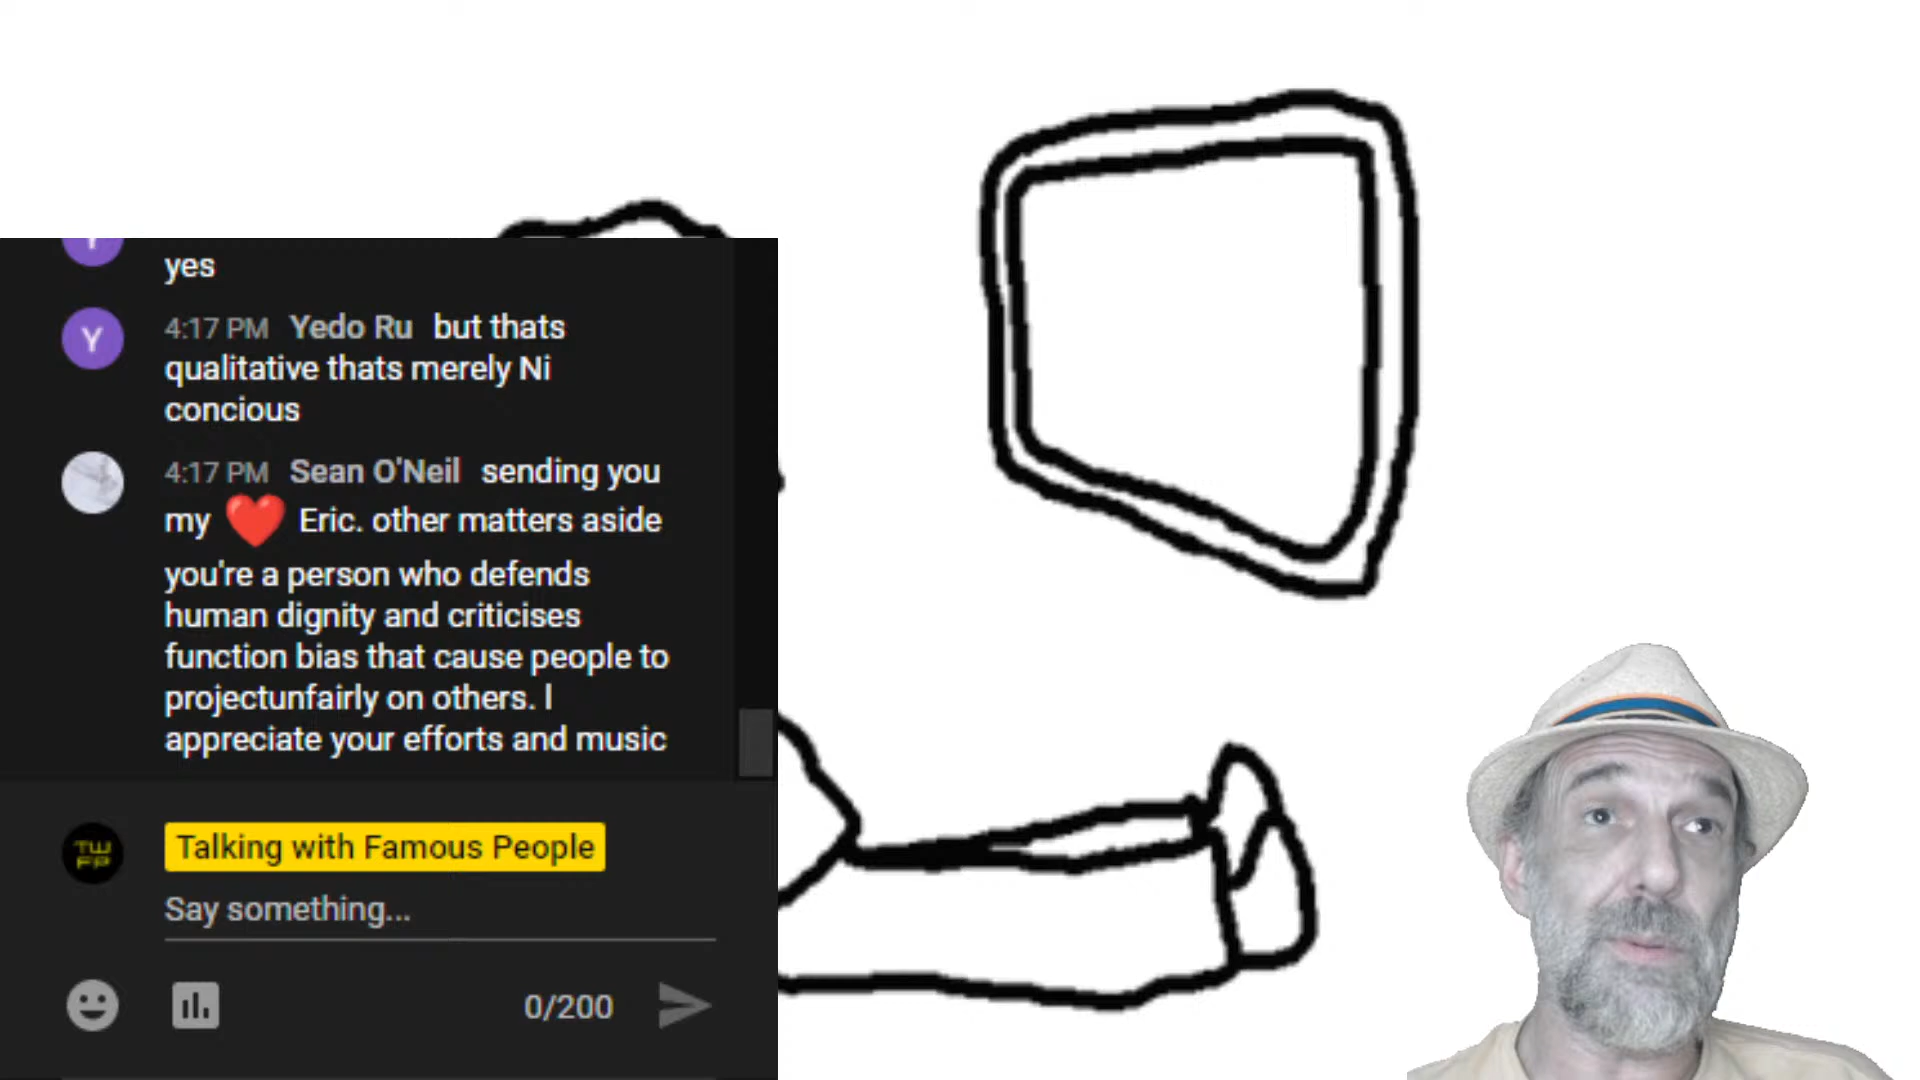 yes
Y
4:17 PM Yedo Ru but thats
qualitative thats merely Ni
concious
4:17 PM Sean O'Neil sending you
my ❤️ Eric. other matters aside
you're a person who defends
human dignity and criticises
function bias that cause people to
projectunfairly on others. I
appreciate your efforts and music
TW
FP
Talking with Famous People
Say something...
0/200